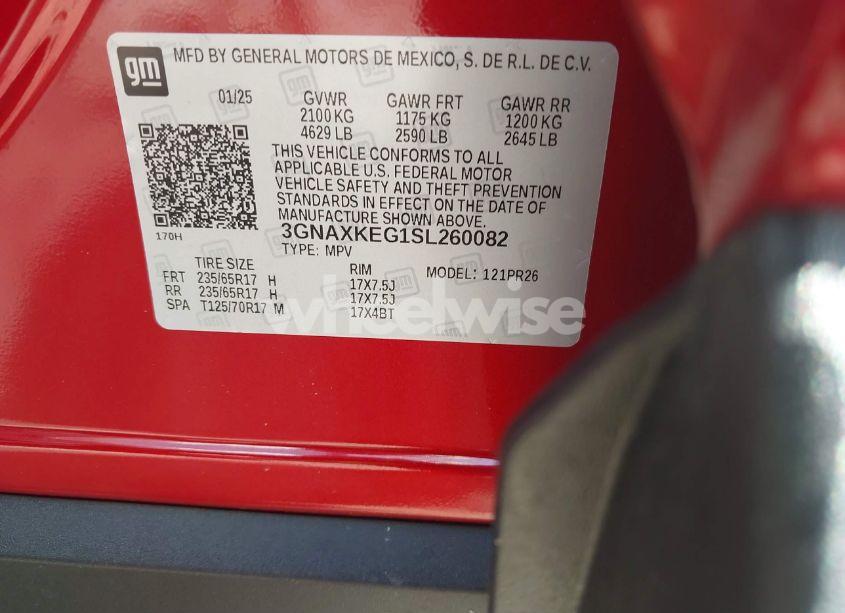 gm
MFD BY GENERAL MOTORS DE MEXICO, S. DE R.L. DE C.V.
01/25 GVWR GAWR FRT GAWR RR
2100 KG 1175 KG 1200 KG
4629 LB 2590 LB 2645 LB
THIS VEHICLE CONFORMS TO ALL
APPLICABLE U.S. FEDERAL MOTOR
VEHICLE SAFETY AND THEFT PREVENTION
STANDARDS IN EFFECT ON THE DATE OF
MANUFACTURE SHOWN ABOVE.
170H
3GNAXKEG1SL260082
TYPE: MPV
TIRE SIZE RIM MODEL: 121PR26
FRT 235/65R17 H 17X7.5J
RR 235/65R17 H 17X7.5J
SPA T125/70R17 M 17X4BT
wheelwise